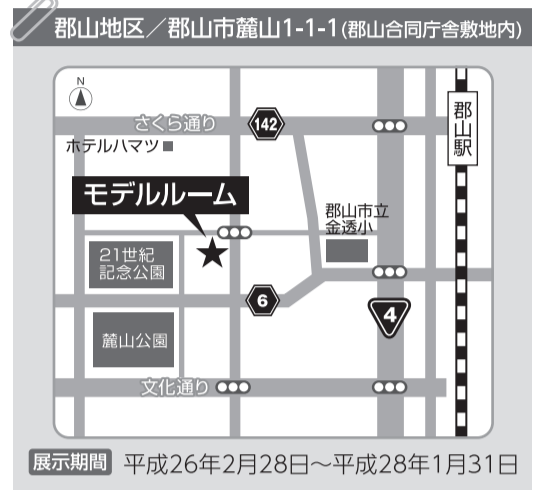 郡山地区／郡山市麓山1-1-1(郡山合同庁舎敷地内)
N
さくら通り
142
郡山駅
ホテルハマツ
モデルルーム
郡山市立
金透小
21世紀
記念公園
6
4
麓山公園
文化通り
展示期間 平成26年2月28日～平成28年1月31日